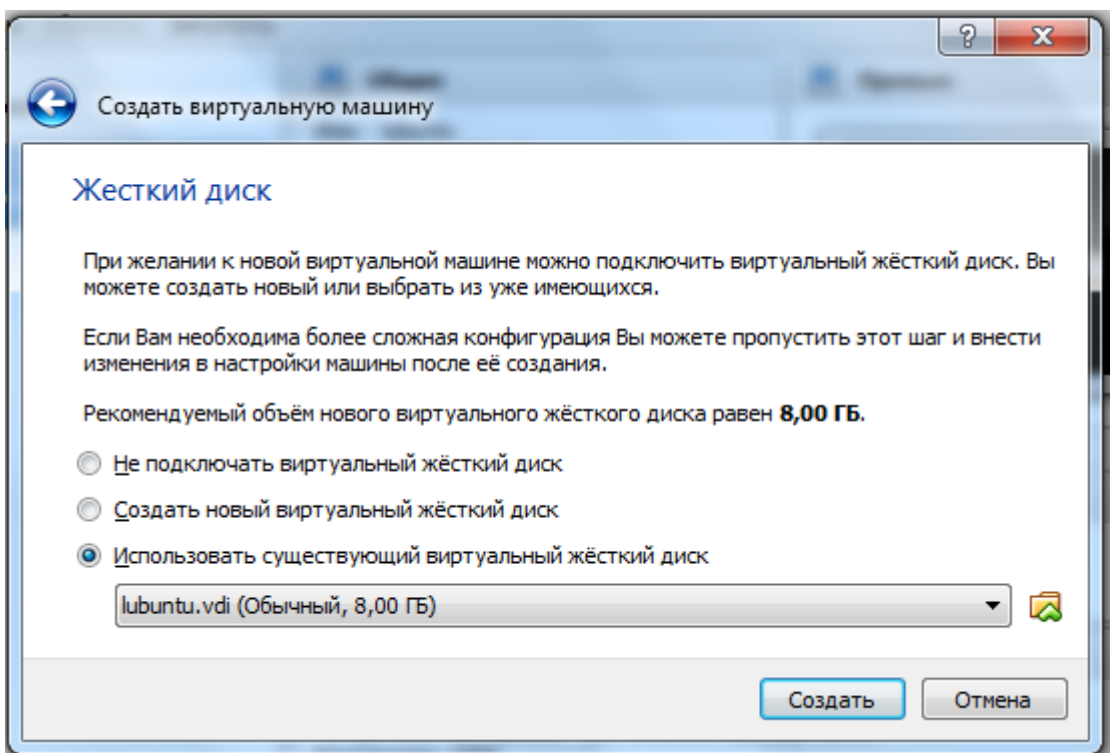 Создать виртуальную машину
Жесткий диск
При желании к новой виртуальной машине можно подключить виртуальный жёсткий диск. Вы
можете создать новый или выбрать из уже имеющихся.
Если Вам необходима более сложная конфигурация Вы можете пропустить этот шаг и внести
изменения в настройки машины после её создания.
Рекомендуемый объём нового виртуального жёсткого диска равен 8,00 ГБ.
Не подключать виртуальный жёсткий диск
Создать новый виртуальный жёсткий диск
Использовать существующий виртуальный жёсткий диск
lubuntu.vdi (Обычный, 8,00 ГБ)
Создать Отмена